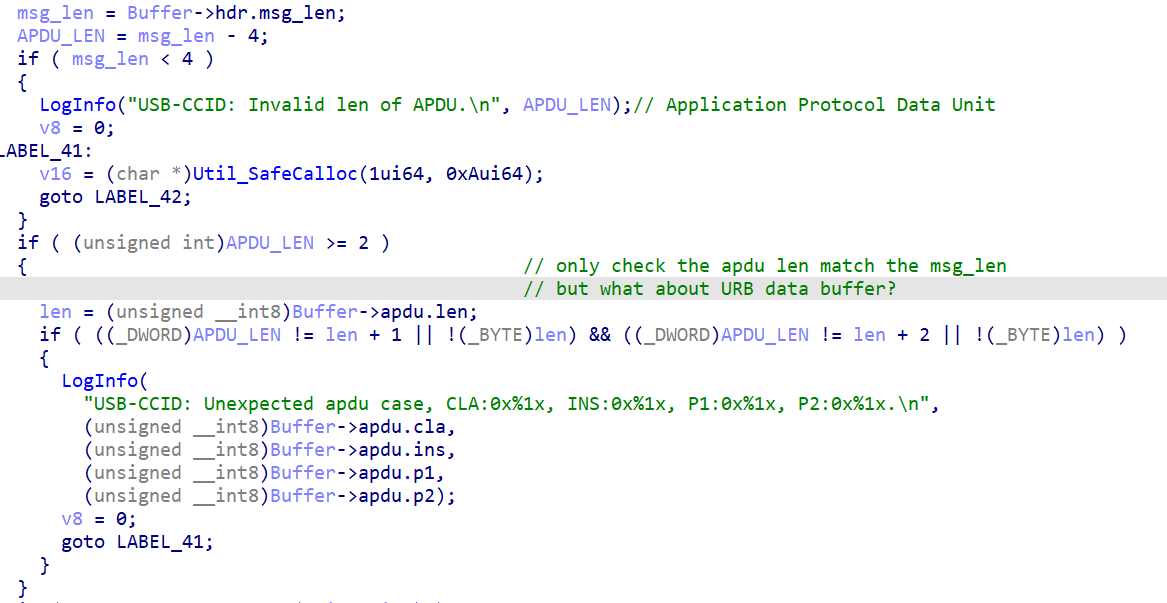 msg_len = Buffer->hdr.msg_len;
APDU_LEN = msg_len - 4;
if ( msg_len < 4 )
{
LogInfo("USB-CCID: Invalid len of APDU.\n", APDU_LEN);// Application Protocol Data Unit
v8 = 0;
LABEL_41:
v16 = (char *)Util_SafeCalloc(1ui64, 0xAui64);
goto LABEL_42;
}
if ( (unsigned int)APDU_LEN >= 2 )
{ // only check the apdu len match the msg_len
// but what about URB data buffer?
len = (unsigned __int8)Buffer->apdu.len;
if ( ((_DWORD)APDU_LEN != len + 1 || !(_BYTE)len) && ((_DWORD)APDU_LEN != len + 2 || !(_BYTE)len) )
{
LogInfo(
"USB-CCID: Unexpected apdu case, CLA:0x%1x, INS:0x%1x, P1:0x%1x, P2:0x%1x.\n",
(unsigned __int8)Buffer->apdu.cla,
(unsigned __int8)Buffer->apdu.ins,
(unsigned __int8)Buffer->apdu.p1,
(unsigned __int8)Buffer->apdu.p2);
v8 = 0;
goto LABEL_41;
}
}